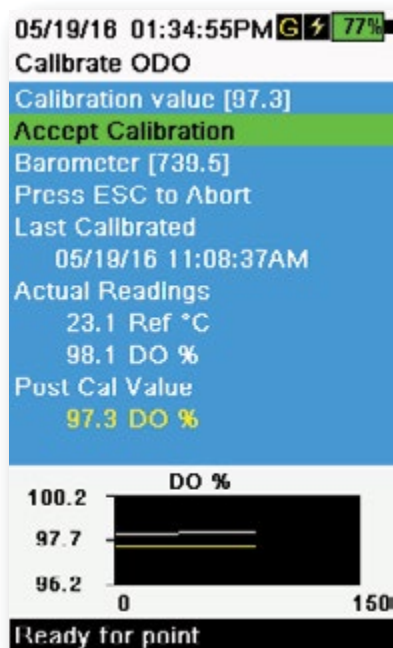 05/19/16 01:34:55PM G 77%
Calibrate ODO
Calibration value [97.3]
Accept Calibration
Barometer [739.5]
Press ESC to Abort
Last Calibrated
05/19/16 11:08:37AM
Actual Readings
23.1 Ref °C
98.1 DO %
Post Cal Value
97.3 DO %
DO %
100.2
97.7
96.2
0 150
Ready for point